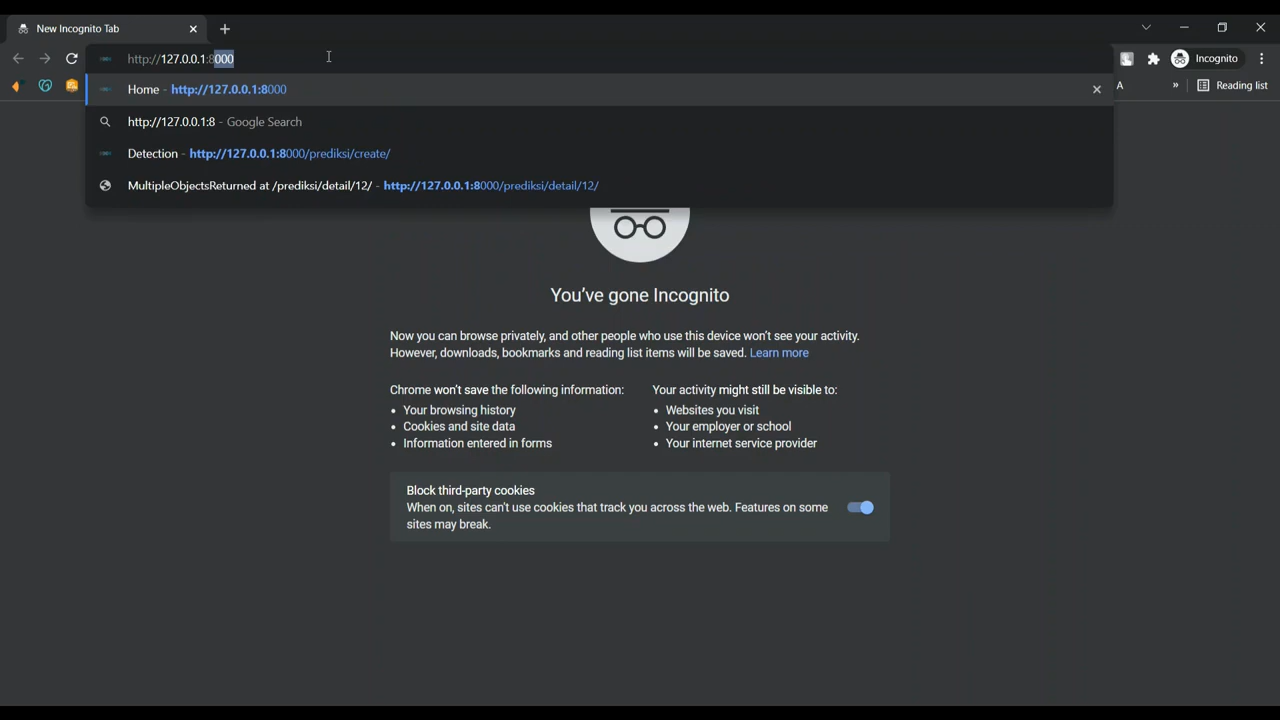 New Incognito Tab
http://127.0.0.1:8000
Incognito
Home - http://127.0.0.1:8000
A
»
Reading list
http://127.0.0.1:8 - Google Search
Detection - http://127.0.0.1:8000/prediksi/create/
MultipleObjectsReturned at /prediksi/detail/12/ - http://127.0.0.1:8000/prediksi/detail/12/
You've gone Incognito
Now you can browse privately, and other people who use this device won't see your activity.
However, downloads, bookmarks and reading list items will be saved. Learn more
Chrome won't save the following information:
• Your browsing history
• Cookies and site data
• Information entered in forms
Your activity might still be visible to:
• Websites you visit
• Your employer or school
• Your internet service provider
Block third-party cookies
When on, sites can't use cookies that track you across the web. Features on some
sites may break.